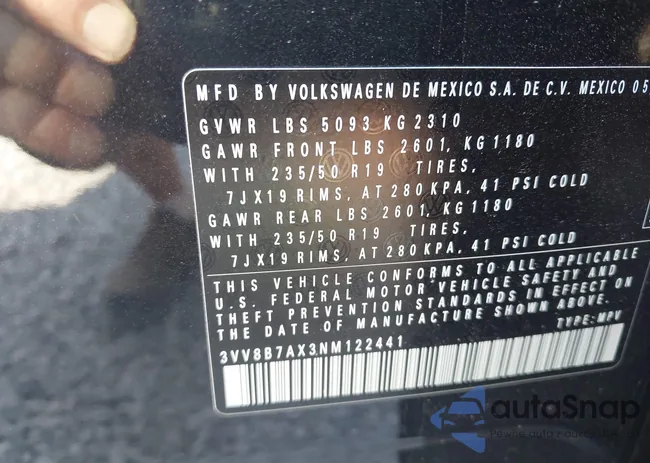 MFD BY VOLKSWAGEN DE MEXICO S.A. DE C.V. MEXICO 05
GVWR LBS 5093 KG 2310
GAWR FRONT LBS 2601, KG 1180
WITH 235/50 R19 TIRES,
7JX19 RIMS, AT 280 KPA, 41 PSI COLD
GAWR REAR LBS 2601, KG 1180
WITH 235/50 R19 TIRES,
7JX19 RIMS, AT 280 KPA, 41 PSI COLD
THIS VEHICLE CONFORMS TO ALL APPLICABLE
U.S. FEDERAL MOTOR VEHICLE SAFETY AND
THEFT PREVENTION STANDARDS IN EFFECT ON
THE DATE OF MANUFACTURE SHOWN ABOVE.
TYPE: MPV
3VV8B7AX3NM122441
autaSnap
Pewne auta z